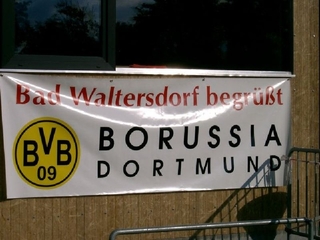 Bad Waltersdorf begrüßt
BVB
09
BORUSSIA
DORTMUND